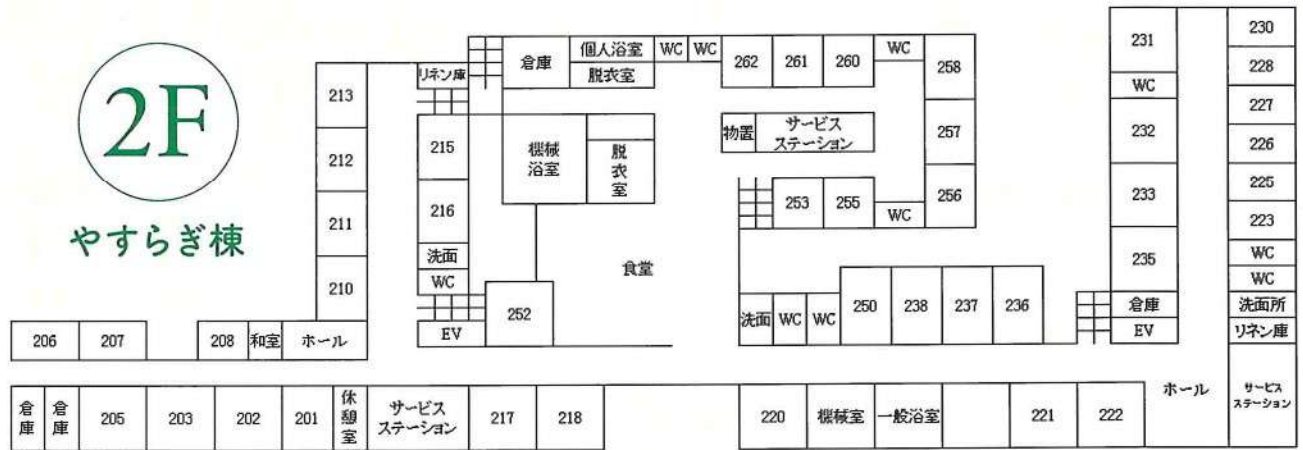 2F
やすらぎ棟
213
212
211
210
206
207
208
和室
ホール
リネン庫
215
216
洗面
WC
EV
252
倉庫
個人浴室
脱衣室
WC
WC
262
261
260
WC
258
257
256
機械
浴室
脱
衣
室
物置
サービス
ステーション
253
255
WC
食堂
洗面
WC
WC
250
238
237
236
231
WC
232
233
235
倉庫
EV
230
228
227
226
225
223
WC
WC
洗面所
リネン庫
サービス
ステーション
ホール
倉
庫
倉
庫
205
203
202
201
休
憩
室
サービス
ステーション
217
218
220
機械室
一般浴室
221
222